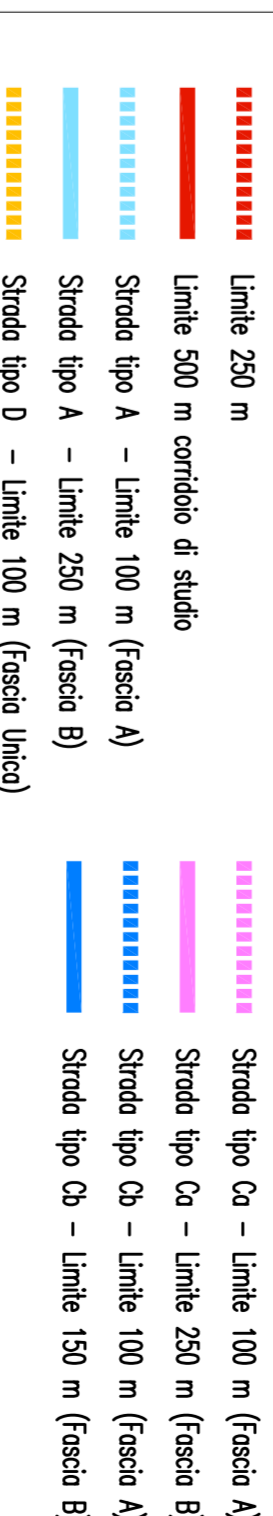 Limite 250 m
Limite 500 m corridoio di studio
Strada tipo A – Limite 100 m (Fascia A)
Strada tipo A – Limite 250 m (Fascia B)
Strada tipo D – Limite 100 m (Fascia Unica)
Strada tipo Ca – Limite 100 m (Fascia A)
Strada tipo Ca – Limite 250 m (Fascia B)
Strada tipo Cb – Limite 100 m (Fascia A)
Strada tipo Cb – Limite 150 m (Fascia B)